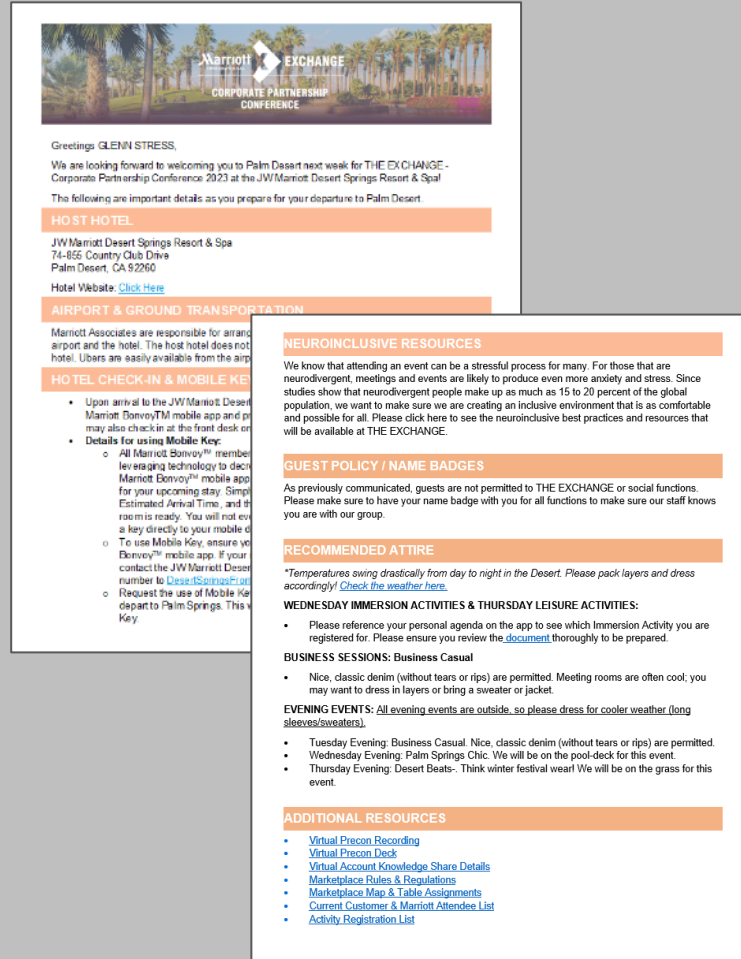 Marriott EXCHANGE
CORPORATE PARTNERSHIP
CONFERENCE
Greetings GLENN STRESS,
We are looking forward to welcoming you to Palm Desert next week for THE EXCHANGE -
Corporate Partnership Conference 2023 at the JW Marriott Desert Springs Resort & Spa!
The following are important details as you prepare for your departure to Palm Desert.
HOST HOTEL
JW Marriott Desert Springs Resort & Spa
74-855 Country Club Drive
Palm Desert, CA 92260
Hotel Website: Click Here
AIRPORT & GROUND TRANSPORTATION
Marriott Associates are responsible for arrang
airport and the hotel. The host hotel does not
hotel. Ubers are easily available from the airp
HOTEL CHECK-IN & MOBILE KE
• Upon arrival to the JW Marriott Desert
Marriott BonvoyTM mobile app and pr
may also check in at the front desk on
• Details for using Mobile Key:
o All Marriott Bonvoy™ member
leveraging technology to decre
Marriott Bonvoy™ mobile app
for your upcoming stay. Simpl
Estimated Arrival Time, and th
room is ready. You will not eve
a key directly to your mobile d
o To use Mobile Key, ensure yo
Bonvoy™ mobile app. If your
contact the JW Marriott Deser
number to DesertSpringsFron
o Request the use of Mobile Ke
depart to Palm Springs. This w
Key.
NEUROINCLUSIVE RESOURCES
We know that attending an event can be a stressful process for many. For those that are
neurodivergent, meetings and events are likely to produce even more anxiety and stress. Since
studies show that neurodivergent people make up as much as 15 to 20 percent of the global
population, we want to make sure we are creating an inclusive environment that is as comfortable
and possible for all. Please click here to see the neuroinclusive best practices and resources that
will be available at THE EXCHANGE.
GUEST POLICY / NAME BADGES
As previously communicated, guests are not permitted to THE EXCHANGE or social functions.
Please make sure to have your name badge with you for all functions to make sure our staff knows
you are with our group.
RECOMMENDED ATTIRE
*Temperatures swing drastically from day to night in the Desert. Please pack layers and dress
accordingly! Check the weather here.
WEDNESDAY IMMERSION ACTIVITIES & THURSDAY LEISURE ACTIVITIES:
• Please reference your personal agenda on the app to see which Immersion Activity you are
registered for. Please ensure you review the document thoroughly to be prepared.
BUSINESS SESSIONS: Business Casual
• Nice, classic denim (without tears or rips) are permitted. Meeting rooms are often cool; you
may want to dress in layers or bring a sweater or jacket.
EVENING EVENTS: All evening events are outside, so please dress for cooler weather (long
sleeves/sweaters).
• Tuesday Evening: Business Casual. Nice, classic denim (without tears or rips) are permitted.
• Wednesday Evening: Palm Springs Chic. We will be on the pool-deck for this event.
• Thursday Evening: Desert Beats-. Think winter festival wear! We will be on the grass for this
event.
ADDITIONAL RESOURCES
• Virtual Precon Recording
• Virtual Precon Deck
• Virtual Account Knowledge Share Details
• Marketplace Rules & Regulations
• Marketplace Map & Table Assignments
• Current Customer & Marriott Attendee List
• Activity Registration List